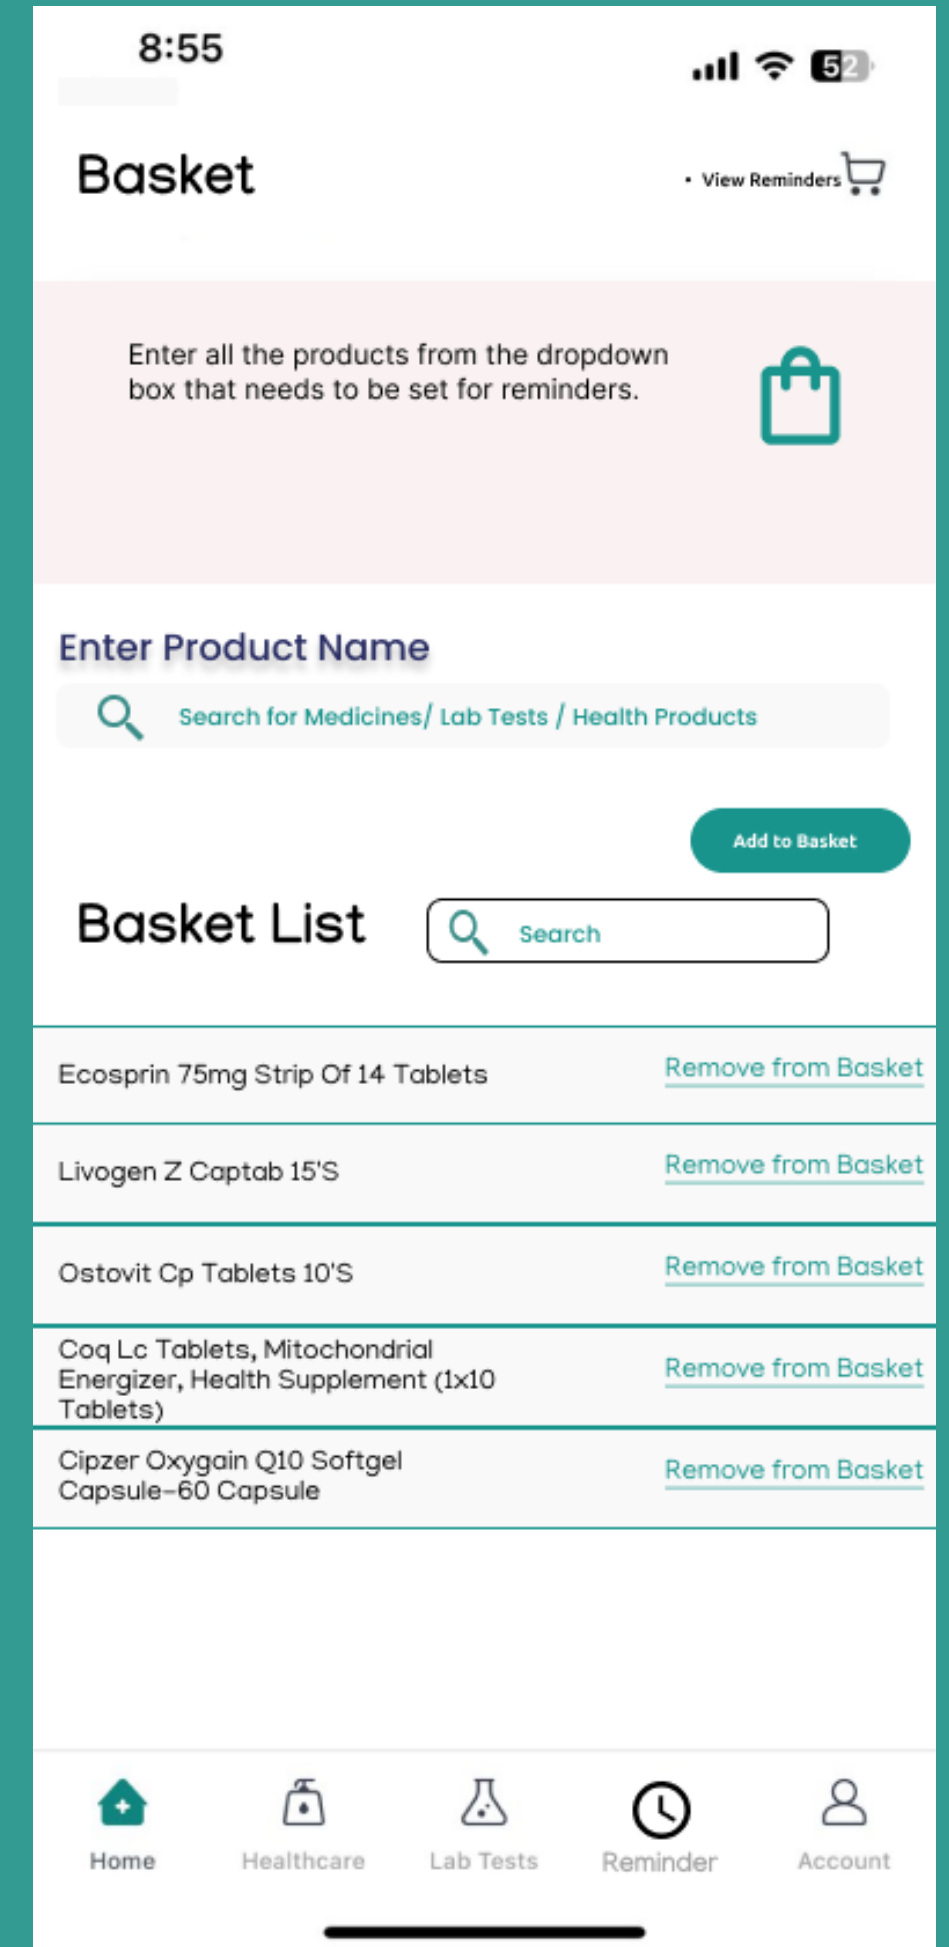 8:55
52
Basket
• View Reminders
Enter all the products from the dropdown
box that needs to be set for reminders.
Enter Product Name
Search for Medicines/ Lab Tests / Health Products
Add to Basket
Basket List
Search
Ecosprin 75mg Strip Of 14 Tablets
Remove from Basket
Livogen Z Captab 15'S
Remove from Basket
Ostovit Cp Tablets 10'S
Remove from Basket
Coq Lc Tablets, Mitochondrial
Energizer, Health Supplement (1x10
Tablets)
Remove from Basket
Cipzer Oxygain Q10 Softgel
Capsule-60 Capsule
Remove from Basket
Home
Healthcare
Lab Tests
Reminder
Account